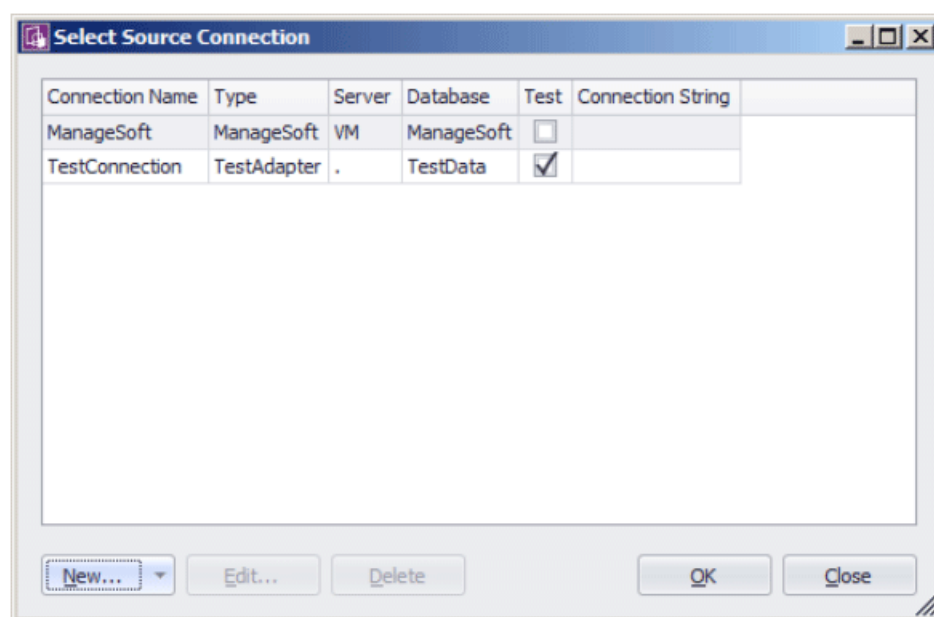 Select Source Connection
Connection Name Type Server Database Test Connection String
ManageSoft ManageSoft VM ManageSoft
TestConnection TestAdapter . TestData
New... Edit... Delete OK Close